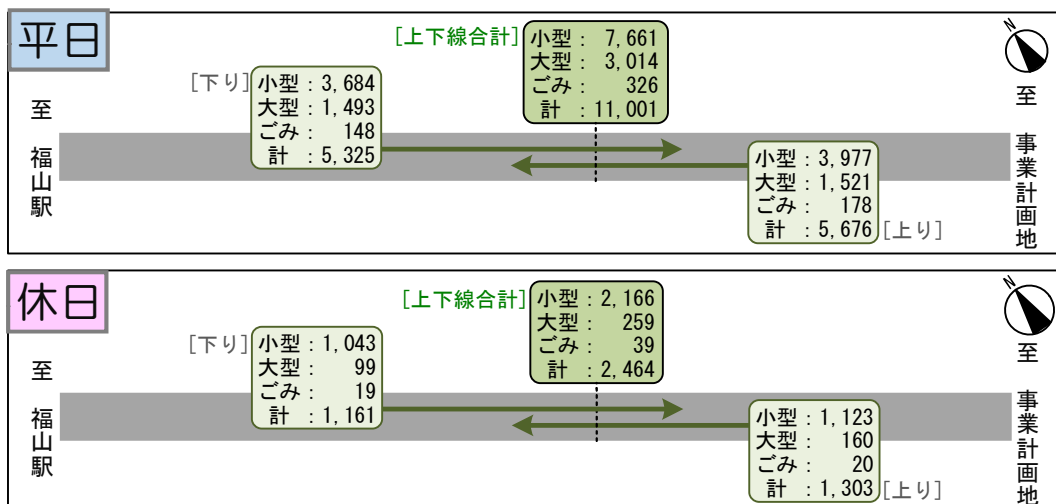 平日
[上下線合計]
小型： 7,661
大型： 3,014
ごみ： 326
計 ： 11,001
[下り]
小型：3,684
大型：1,493
ごみ： 148
計 ：5,325
小型：3,977
大型：1,521
ごみ： 178
計 ：5,676
[上り]
至 福山駅
N
至 事業計画地
休日
[上下線合計]
小型：2,166
大型： 259
ごみ： 39
計 ：2,464
[下り]
小型：1,043
大型： 99
ごみ： 19
計 ：1,161
小型：1,123
大型： 160
ごみ： 20
計 ：1,303
[上り]
至 福山駅
N
至 事業計画地